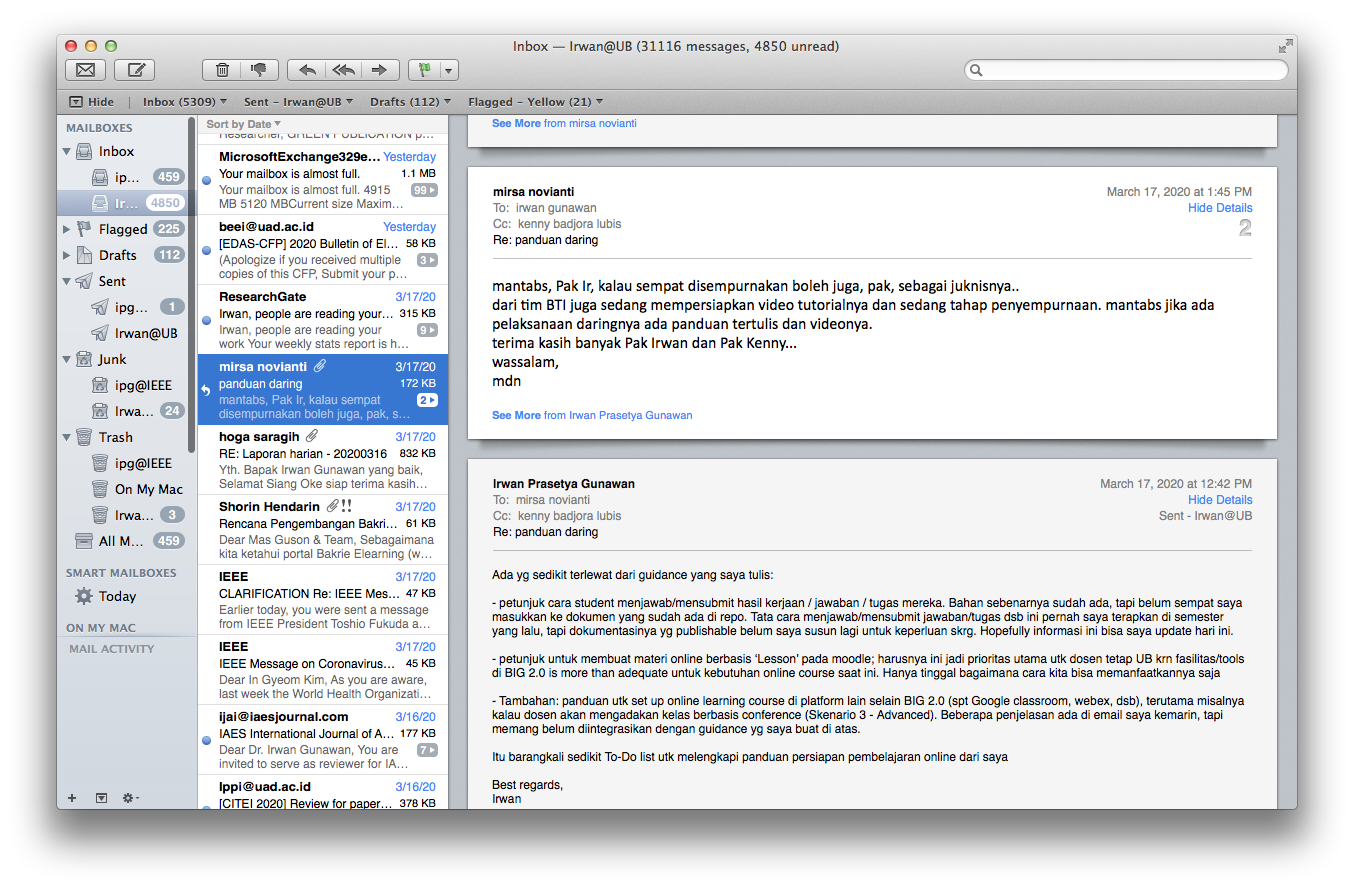 Inbox — Irwan@UB (31116 messages, 4850 unread)
Hide
Inbox (5309)
Sent - Irwan@UB
Drafts (112)
Flagged - Yellow (21)
MAILBOXES
Inbox
ip... 459
Ir... 4850
Flagged 225
Drafts 112
Sent
ipg... 1
Irwan@UB
Junk
ipg@IEEE
Irwa... 24
Trash
ipg@IEEE
On My Mac
Irwa... 3
All M... 459
SMART MAILBOXES
Today
ON MY MAC
MAIL ACTIVITY
Sort by Date
Researcher, GREEN PUBLICATION p...
MicrosoftExchange329e... Yesterday
Your mailbox is almost full. 1.1 MB
Your mailbox is almost full. 4915 99
MB 5120 MBCurrent size Maxim...
beei@uad.ac.id Yesterday
[EDAS-CFP] 2020 Bulletin of El... 58 KB
(Apologize if you received multiple 3
copies of this CFP, Submit your p...
ResearchGate 3/17/20
Irwan, people are reading your... 315 KB
Irwan, people are reading your 9
work Your weekly stats report is h...
mirsa novianti 3/17/20
panduan daring 172 KB
mantabs, Pak Ir, kalau sempat 2
disempurnakan boleh juga, pak, s...
hoga saragih 3/17/20
RE: Laporan harian - 20200316 832 KB
Yth. Bapak Irwan Gunawan yang baik,
Selamat Siang Oke siap terima kasih...
Shorin Hendarin !! 3/17/20
Rencana Pengembangan Bakri... 61 KB
Dear Mas Guson & Team, Sebagaimana
kita ketahui portal Bakrie Elearning (w...
IEEE 3/17/20
CLARIFICATION Re: IEEE Mes... 47 KB
Earlier today, you were sent a message
from IEEE President Toshio Fukuda a...
IEEE 3/17/20
IEEE Message on Coronavirus... 45 KB
Dear In Gyeom Kim, As you are aware,
last week the World Health Organizati...
ijai@iaesjournal.com 3/16/20
IAES International Journal of A... 177 KB
Dear Dr. Irwan Gunawan, You are 7
invited to serve as reviewer for IA...
lppi@uad.ac.id 3/16/20
[CITEI 2020] Review for paper... 378 KB
See More from mirsa novianti
mirsa novianti March 17, 2020 at 1:45 PM
To: irwan gunawan Hide Details
Cc: kenny badjora lubis 2
Re: panduan daring
mantabs, Pak Ir, kalau sempat disempurnakan boleh juga, pak, sebagai juknisnya..
dari tim BTI juga sedang mempersiapkan video tutorialnya dan sedang tahap penyempurnaan. mantabs jika ada
pelaksanaan daringnya ada panduan tertulis dan videonya.
terima kasih banyak Pak Irwan dan Pak Kenny...
wassalam,
mdn
See More from Irwan Prasetya Gunawan
Irwan Prasetya Gunawan March 17, 2020 at 12:42 PM
To: mirsa novianti Hide Details
Cc: kenny badjora lubis Sent - Irwan@UB
Re: panduan daring
Ada yg sedikit terlewat dari guidance yang saya tulis:
- petunjuk cara student menjawab/mensubmit hasil kerjaan / jawaban / tugas mereka. Bahan sebenarnya sudah ada, tapi belum sempat saya
masukkan ke dokumen yang sudah ada di repo. Tata cara menjawab/mensubmit jawaban/tugas dsb ini pernah saya terapkan di semester
yang lalu, tapi dokumentasinya yg publishable belum saya susun lagi untuk keperluan skrg. Hopefully informasi ini bisa saya update hari ini.
- petunjuk untuk membuat materi online berbasis ‘Lesson’ pada moodle; harusnya ini jadi prioritas utama utk dosen tetap UB krn fasilitas/tools
di BIG 2.0 is more than adequate untuk kebutuhan online course saat ini. Hanya tinggal bagaimana cara kita bisa memanfaatkannya saja
- Tambahan: panduan utk set up online learning course di platform lain selain BIG 2.0 (spt Google classroom, webex, dsb), terutama misalnya
kalau dosen akan mengadakan kelas berbasis conference (Skenario 3 - Advanced). Beberapa penjelasan ada di email saya kemarin, tapi
memang belum diintegrasikan dengan guidance yg saya buat di atas.
Itu barangkali sedikit To-Do list utk melengkapi panduan persiapan pembelajaran online dari saya
Best regards,
Irwan